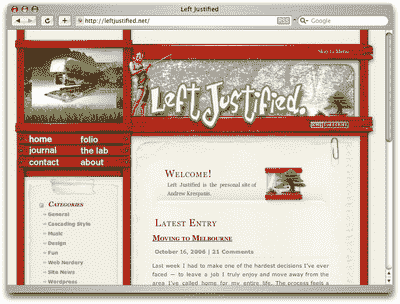 Left Justified
http://leftjustified.net/
Google
Skip to Menu
Left Justified.
home folio
journal the lab
contact about
WELCOME!
Left Justified is the personal site of
Andrew Krespanis.
CATEGORIES
General
Cascading Style
Music
Design
Fun
Web Nerdery
Site News
Wordpress
LATEST ENTRY
MOVING TO MELBOURNE
October 16, 2006 | 21 Comments
Last week I had to make one of the hardest decisions I've ever
faced — to leave a job I truly enjoy and move away from the
area I've called home for my entire life. The process feels a